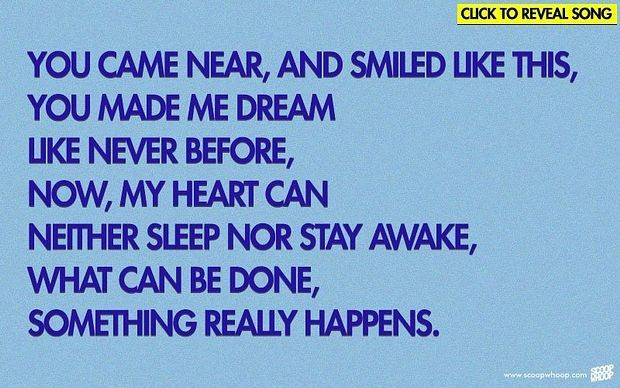 CLICK TO REVEAL SONG
YOU CAME NEAR, AND SMILED LIKE THIS,
YOU MADE ME DREAM
LIKE NEVER BEFORE,
NOW, MY HEART CAN
NEITHER SLEEP NOR STAY AWAKE,
WHAT CAN BE DONE,
SOMETHING REALLY HAPPENS.
www.scoopwhoop.com
SCOOP
WHOOP